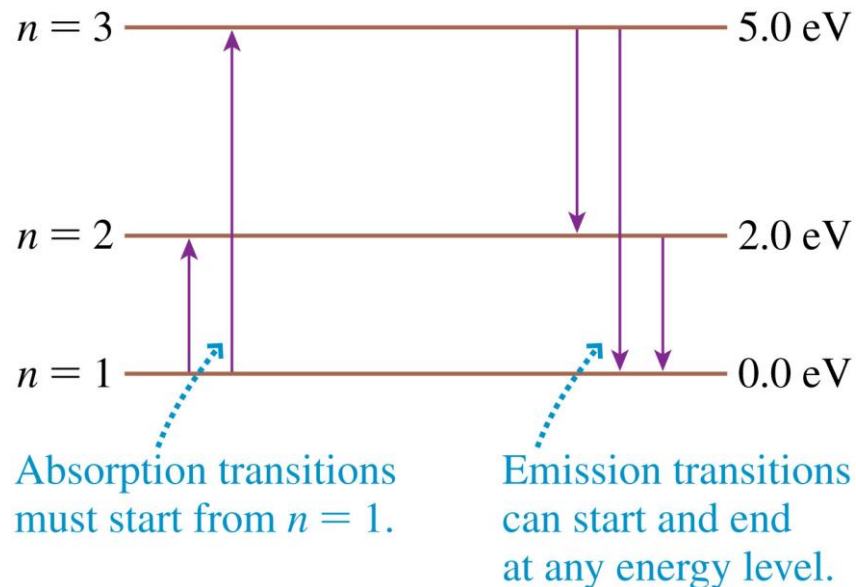 n = 3 5.0 eV
n = 2 2.0 eV
n = 1 0.0 eV
Absorption transitions
must start from n = 1.
Emission transitions
can start and end
at any energy level.